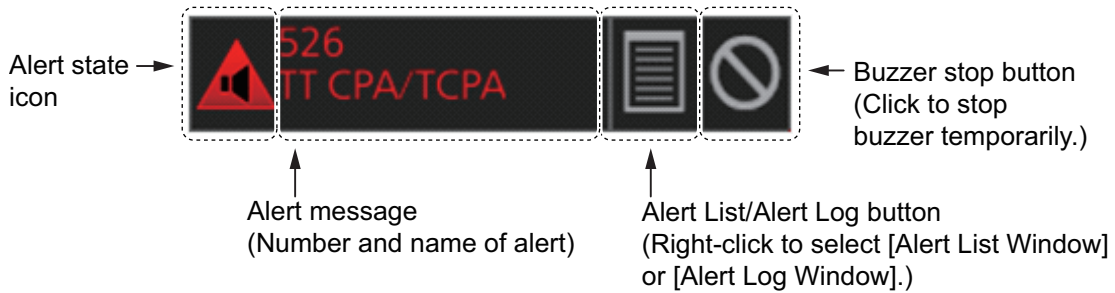 526
TT CPA/TCPA
Alert state
icon
Buzzer stop button
(Click to stop
buzzer temporarily.)
Alert message
(Number and name of alert)
Alert List/Alert Log button
(Right-click to select [Alert List Window]
or [Alert Log Window].)